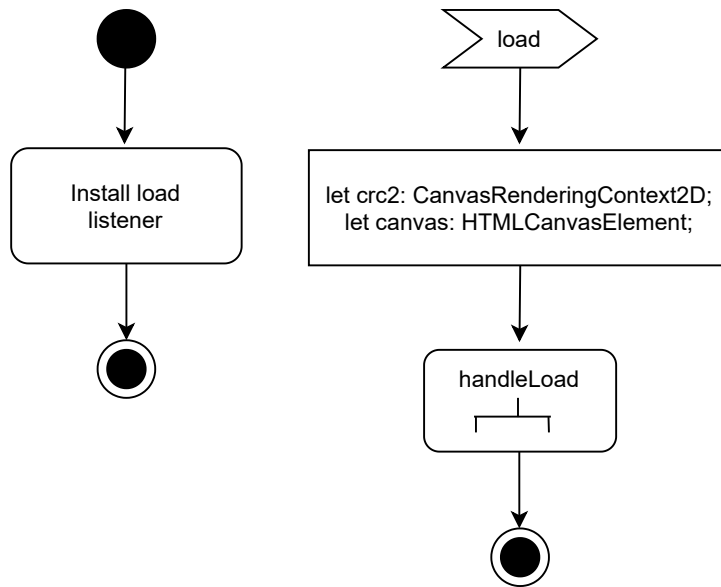 load
Install load
listener
let crc2: CanvasRenderingContext2D;
let canvas: HTMLCanvasElement;
handleLoad